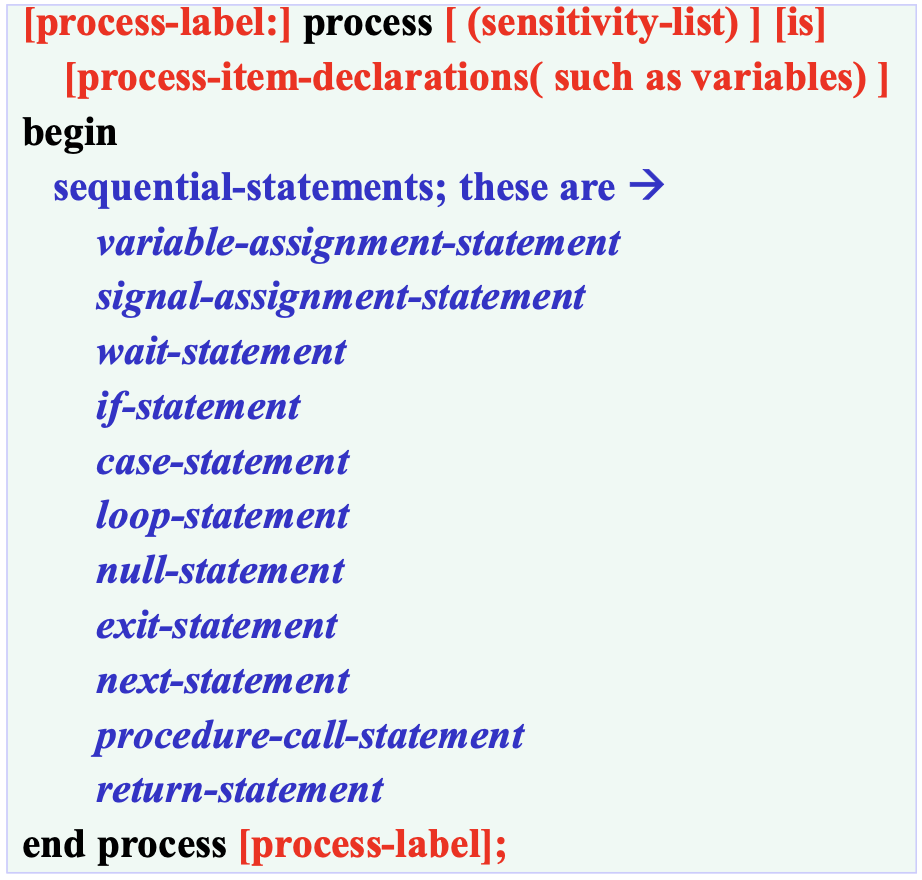 [process-label:] process [ (sensitivity-list) ] [is]
[process-item-declarations( such as variables) ]
begin
sequential-statements; these are →
variable-assignment-statement
signal-assignment-statement
wait-statement
if-statement
case-statement
loop-statement
null-statement
exit-statement
next-statement
procedure-call-statement
return-statement
end process [process-label];